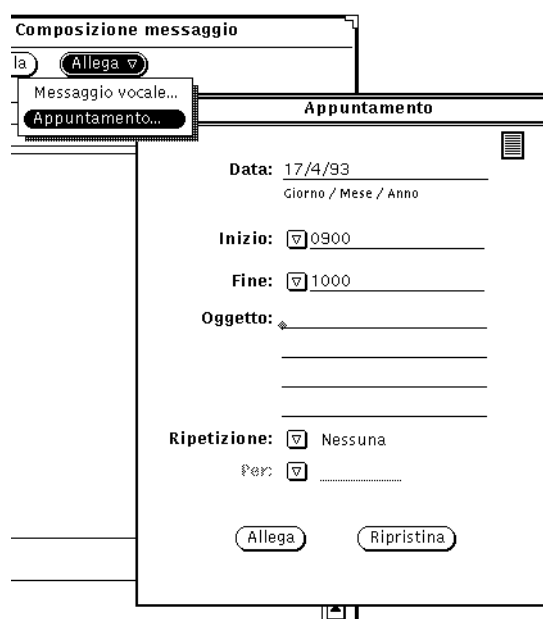 Composizione messaggio
la
Allega
Messaggio vocale...
Appuntamento...
Appuntamento
Data: 17/4/93
Giorno / Mese / Anno
Inizio: 0900
Fine: 1000
Oggetto:
Ripetizione: Nessuna
Per:
Allega Ripristina